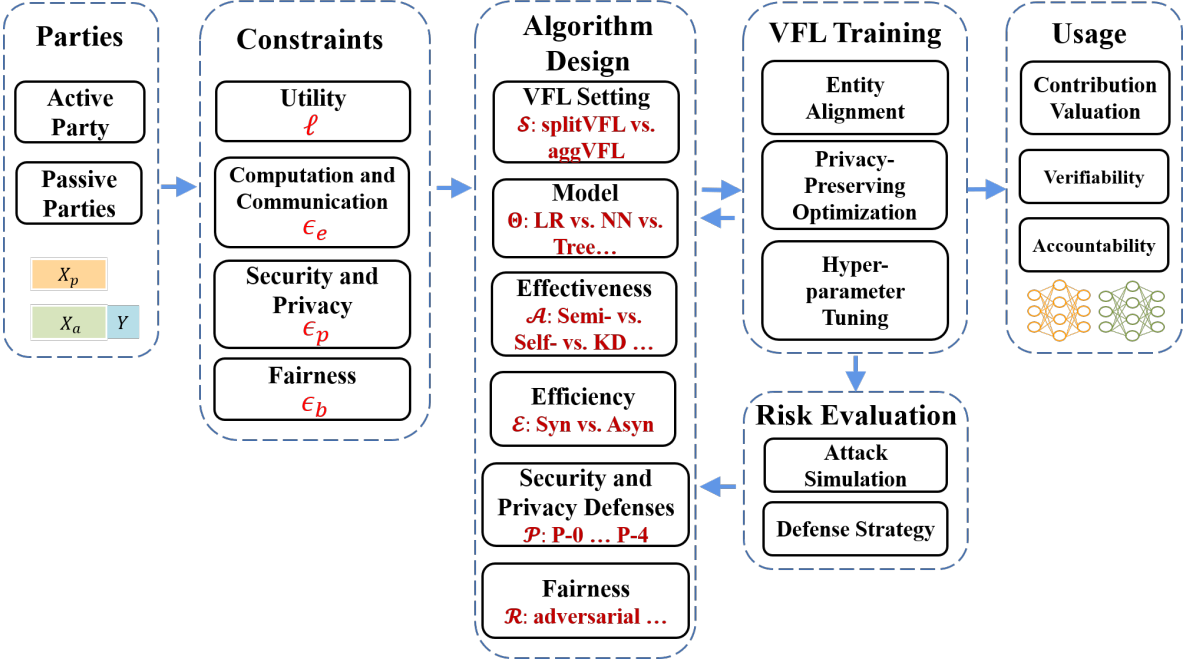 Parties
Active
Party
Passive
Parties
X_p
X_a Y
Constraints
Utility
ℓ
Computation and
Communication
ϵ_e
Security and
Privacy
ϵ_p
Fairness
ϵ_b
Algorithm
Design
VFL Setting
𝒮: splitVFL vs.
aggVFL
Model
Θ: LR vs. NN vs.
Tree…
Effectiveness
𝒜: Semi- vs.
Self- vs. KD …
Efficiency
ℰ: Syn vs. Asyn
Security and
Privacy Defenses
𝒫: P-0 … P-4
Fairness
ℛ: adversarial …
VFL Training
Entity
Alignment
Privacy-
Preserving
Optimization
Hyper-
parameter
Tuning
Risk Evaluation
Attack
Simulation
Defense Strategy
Usage
Contribution
Valuation
Verifiability
Accountability